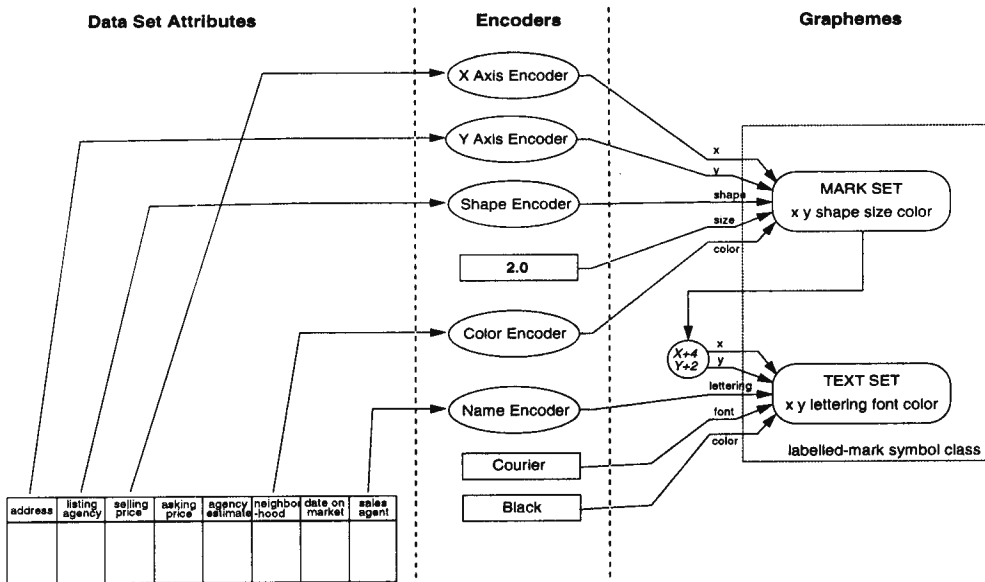 Data Set Attributes
Encoders
Graphemes
X Axis Encoder
Y Axis Encoder
Shape Encoder
2.0
Color Encoder
Name Encoder
Courier
Black
x
y
shape
size
color
MARK SET
x y shape size color
X+4
Y+2
x
y
lettering
font
color
TEXT SET
x y lettering font color
labelled-mark symbol class
address
listing
agency
selling
price
asking
price
agency
estimate
neighbor
-hood
date on
market
sales
agent